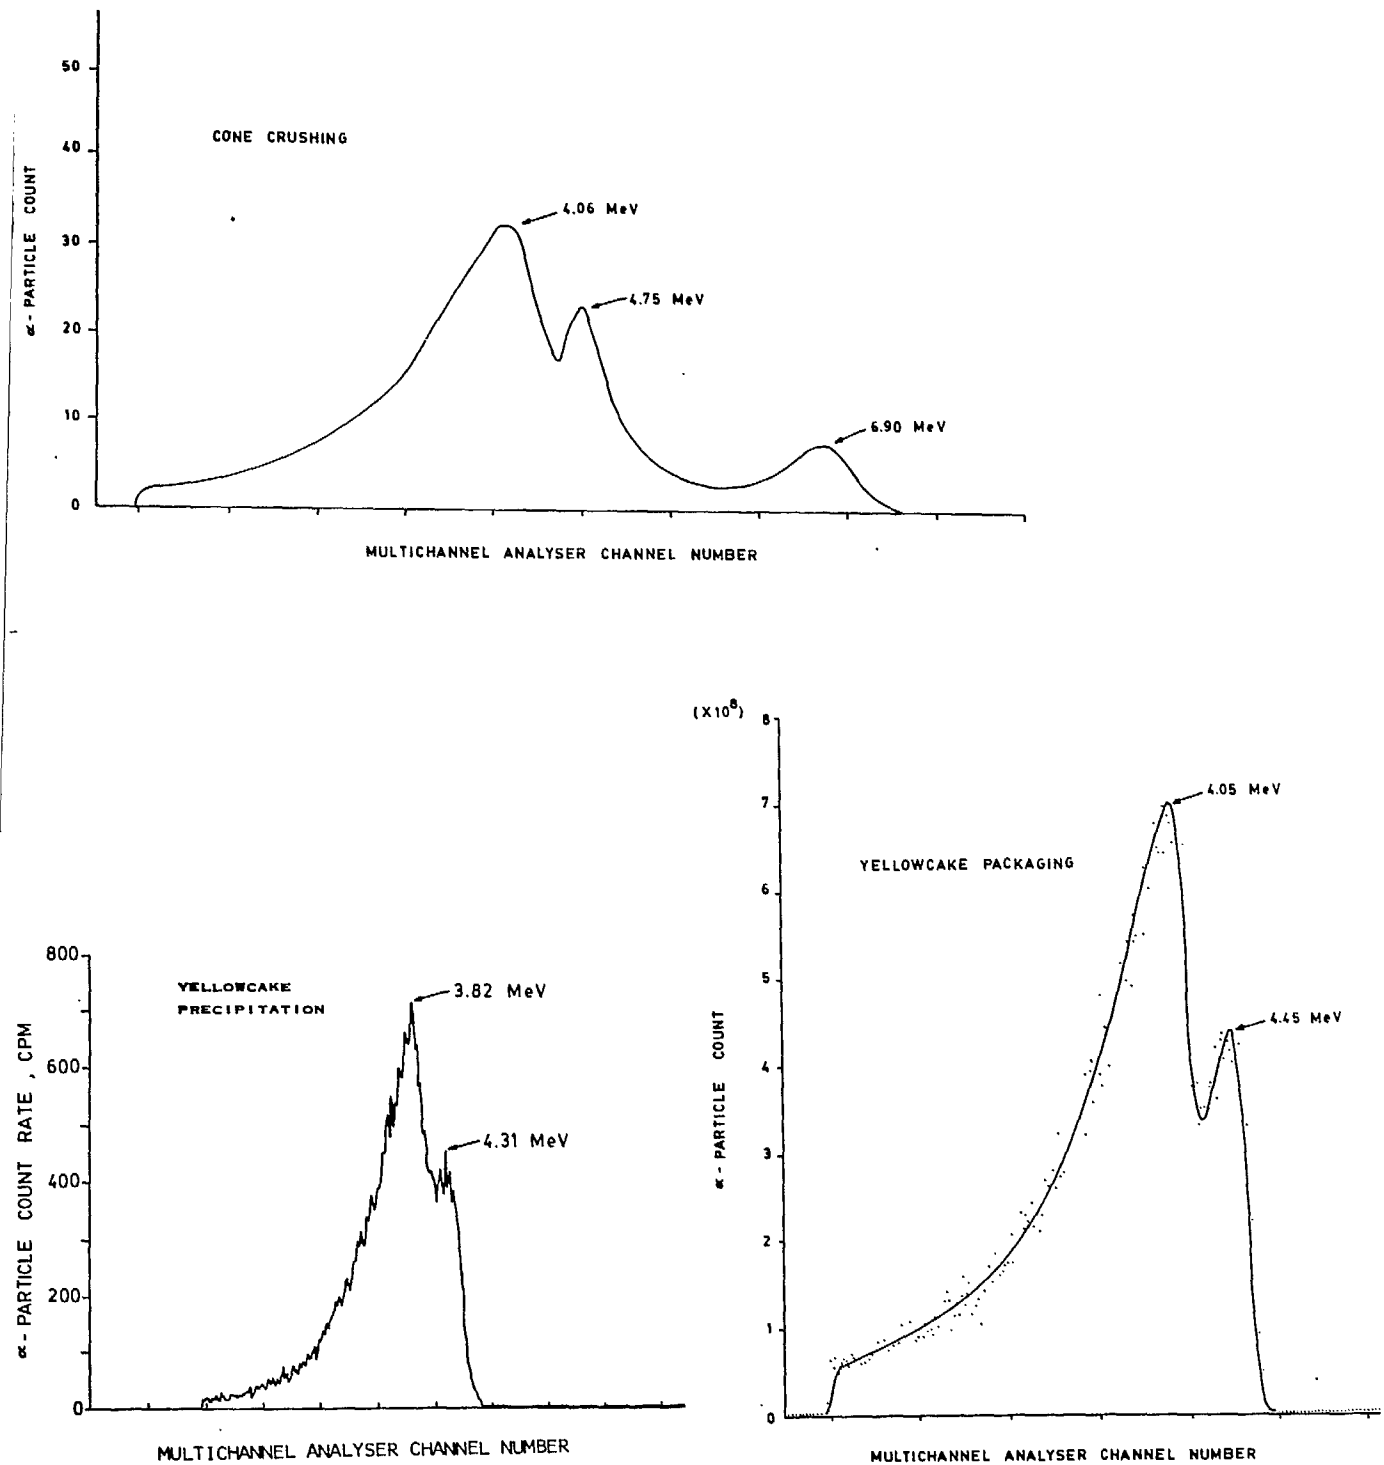 50
40
30
20
10
0
α - PARTICLE COUNT
CONE CRUSHING
4.06 MeV
4.75 MeV
6.90 MeV
MULTICHANNEL ANALYSER CHANNEL NUMBER
800
600
400
200
0
α - PARTICLE COUNT RATE , CPM
YELLOWCAKE
PRECIPITATION
3.82 MeV
4.31 MeV
MULTICHANNEL ANALYSER CHANNEL NUMBER
(X10⁸)
8
7
6
5
4
3
2
1
0
α - PARTICLE COUNT
YELLOWCAKE PACKAGING
4.05 MeV
4.45 MeV
MULTICHANNEL ANALYSER CHANNEL NUMBER